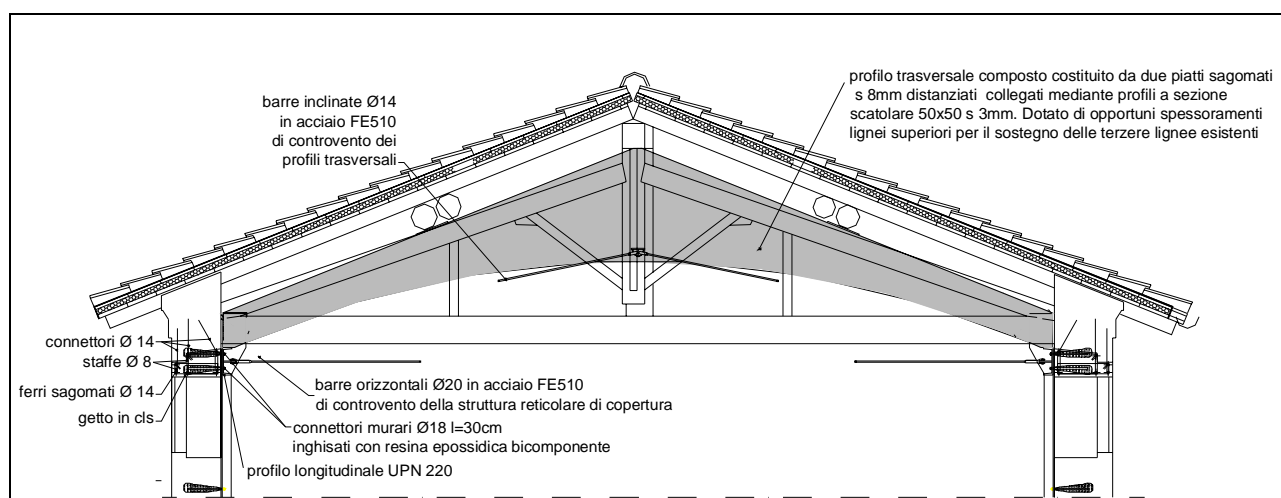 barre inclinate Ø14
in acciaio FE510
di controvento dei
profili trasversali
profilo trasversale composto costituito da due piatti sagomati
s 8mm distanziati collegati mediante profili a sezione
scatolare 50x50 s 3mm. Dotato di opportuni spessoramenti
lignei superiori per il sostegno delle terzere lignee esistenti
connettori Ø 14
staffe Ø 8
ferri sagomati Ø 14
getto in cls
barre orizzontali Ø20 in acciaio FE510
di controvento della struttura reticolare di copertura
connettori murari Ø18 l=30cm
inghisati con resina epossidica bicomponente
profilo longitudinale UPN 220